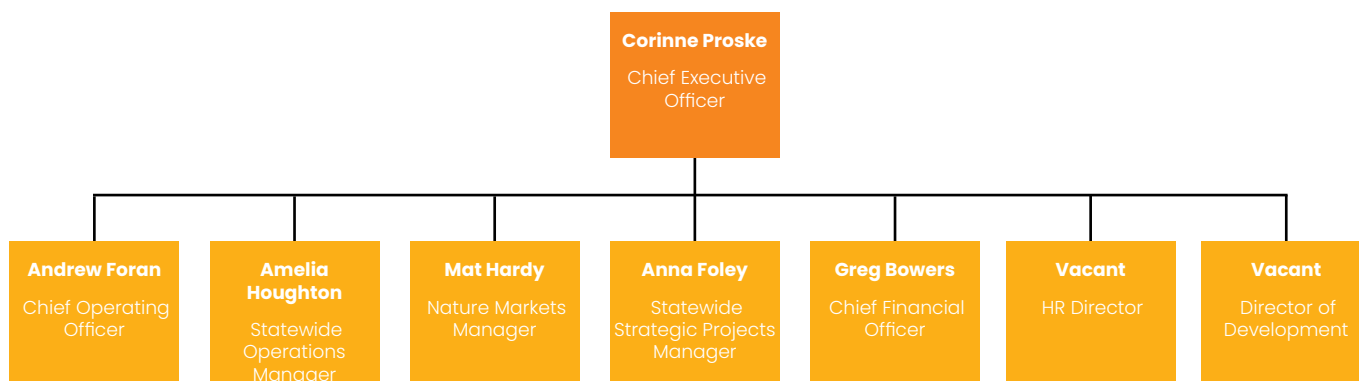 Corinne Proske
Chief Executive
Officer
Andrew Foran
Chief Operating
Officer
Amelia
Houghton
Statewide
Operations
Manager
Mat Hardy
Nature Markets
Manager
Anna Foley
Statewide
Strategic Projects
Manager
Greg Bowers
Chief Financial
Officer
Vacant
HR Director
Vacant
Director of
Development